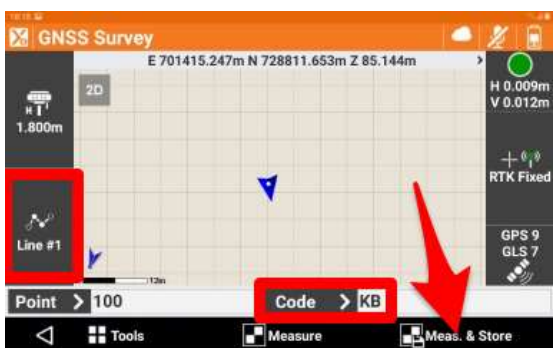 GNSS Survey
E 701415.247m N 728811.653m Z 85.144m
2D
H 0.009m
V 0.012m
H
1.800m
RTK Fixed
Line #1
GPS 9
GLS 7
12m
Point > 100
Code > KB
Tools
Measure
Meas. & Store